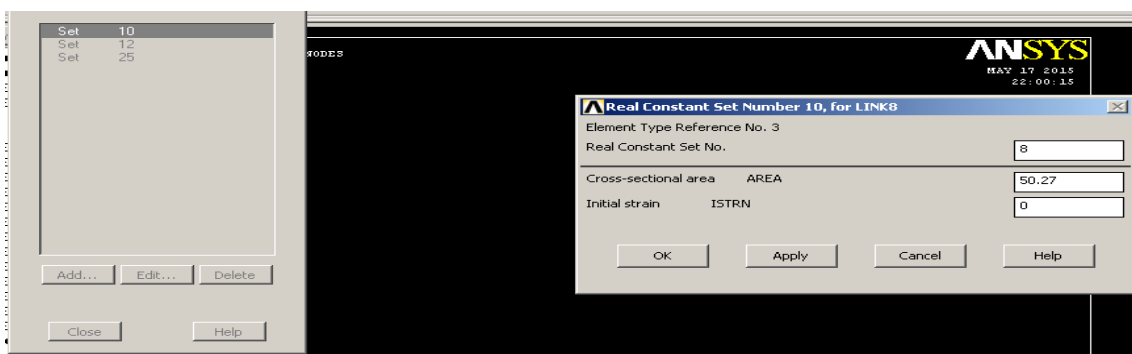 Set 10
Set 12
Set 25
Add... Edit... Delete
Close Help
NODES
ANSYS
MAY 17 2015
22:00:15
Real Constant Set Number 10, for LINK8
Element Type Reference No. 3
Real Constant Set No. 8
Cross-sectional area AREA 50.27
Initial strain ISTRN 0
OK Apply Cancel Help